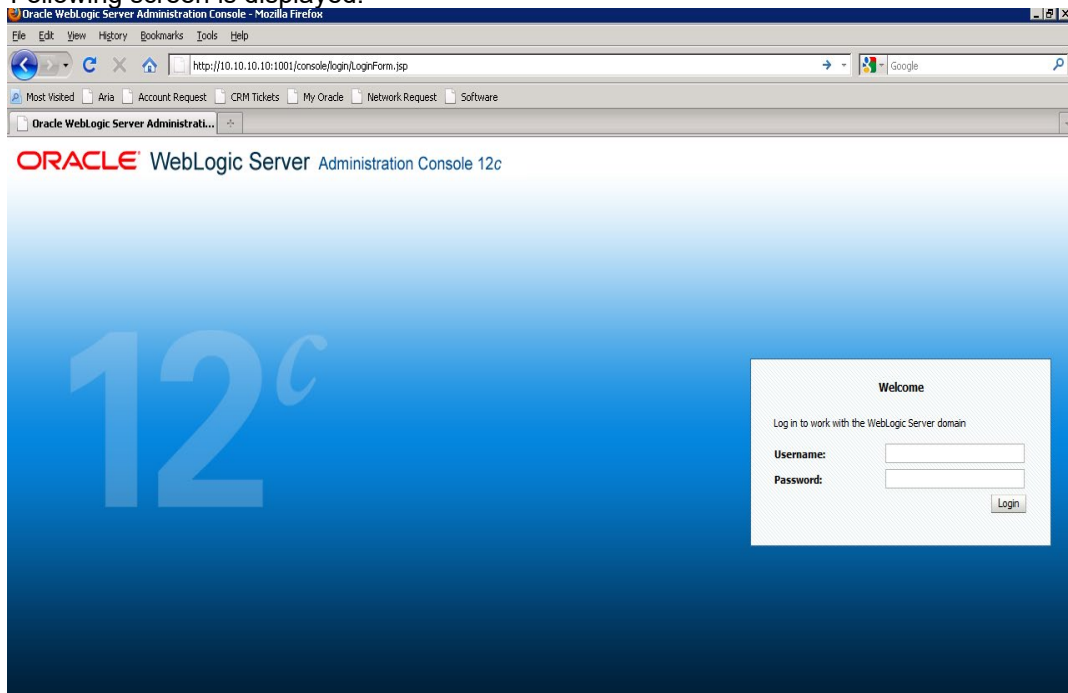 Following screen is displayed:
Oracle WebLogic Server Administration Console - Mozilla Firefox
File Edit View History Bookmarks Tools Help
http://10.10.10.10:1001/console/login/LoginForm.jsp
Google
Most Visited Aria Account Request CRM Tickets My Oracle Network Request Software
Oracle WebLogic Server Administrati...
ORACLE WebLogic Server Administration Console 12c
12c
Welcome
Log in to work with the WebLogic Server domain
Username:
Password:
Login